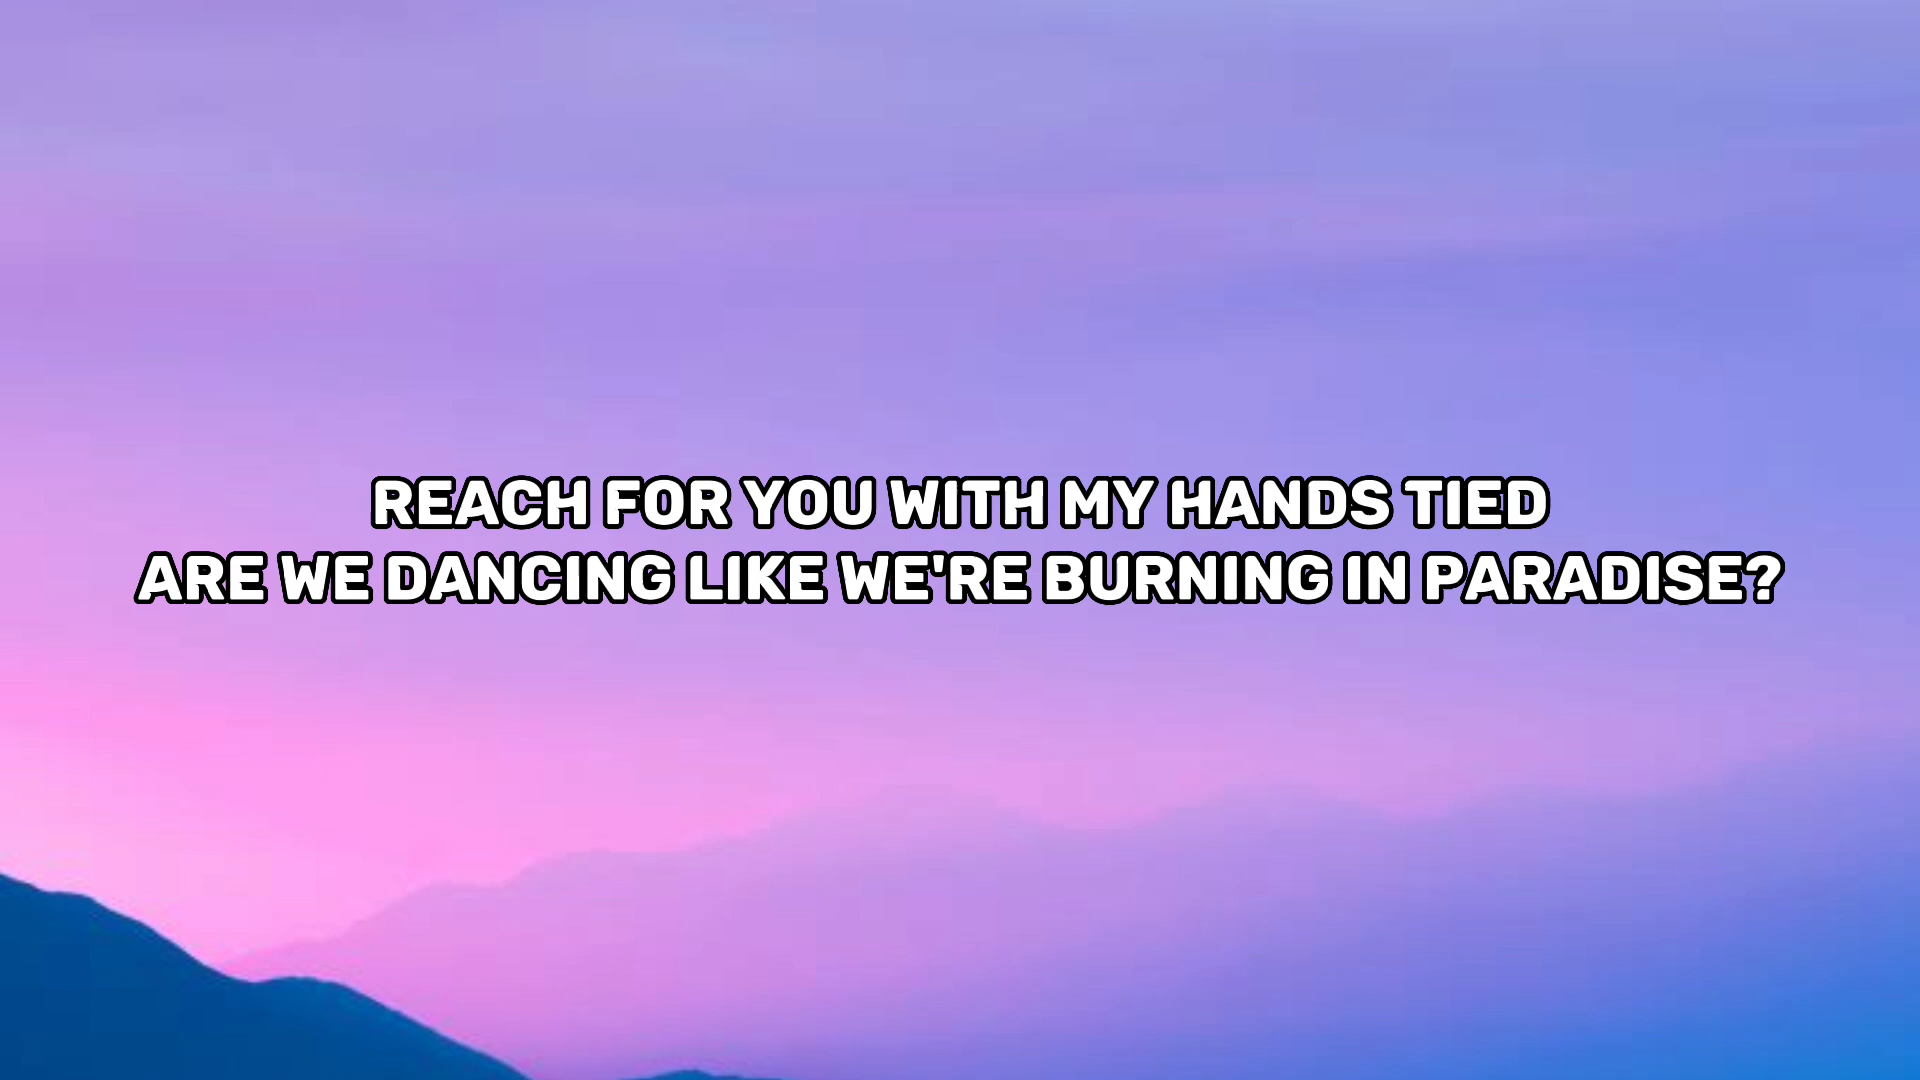 REACH FOR YOU WITH MY HANDS TIED
ARE WE DANCING LIKE WE'RE BURNING IN PARADISE?